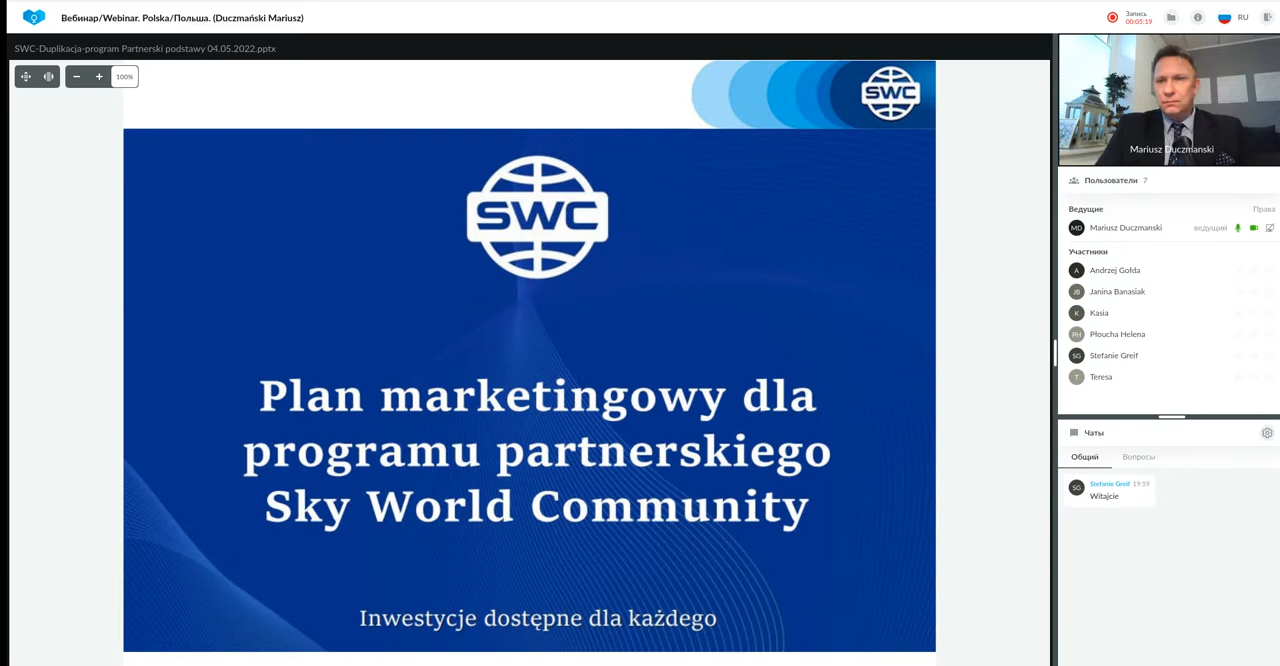 Вебинар/Webinar. Polska/Польша. (Duczmański Mariusz)
Запись
00:05:19
RU
SWC-Duplikacja-program Partnerski podstawy 04.05.2022.pptx
100%
SWC
SWC
Plan marketingowy dla
programu partnerskiego
Sky World Community
Inwestycje dostępne dla każdego
Mariusz Duczmanski
Пользователи 7
Ведущие Права
MD Mariusz Duczmanski ведущий
Участники
A Andrzej Gołda
JB Janina Banasiak
K Kasia
PH Płoucha Helena
SG Stefanie Greif
T Teresa
Чаты
Общий Вопросы
SG Stefanie Greif 19:59
Witajcie